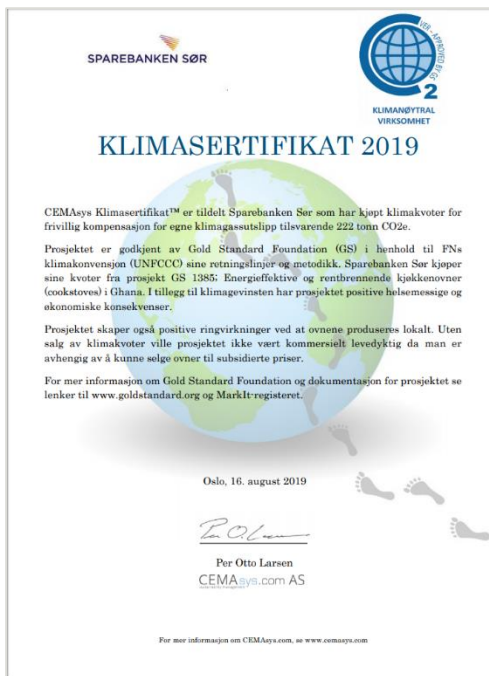 SPAREBANKEN SØR
VER - APPROVED BY GS
2
KLIMANØYTRAL
VIRKSOMHET
KLIMASERTIFIKAT 2019
CEMAsys Klimasertifikat™ er tildelt Sparebanken Sør som har kjøpt klimakvoter for
frivillig kompensasjon for egne klimagassutslipp tilsvarende 222 tonn CO2e.
Prosjektet er godkjent av Gold Standard Foundation (GS) i henhold til FNs
klimakonvensjon (UNFCCC) sine retningslinjer og metodikk. Sparebanken Sør kjøper
sine kvoter fra prosjekt GS 1385; Energieffektive og rentbrennende kjøkkenovner
(cookstoves) i Ghana. I tillegg til klimagevinsten har prosjektet positive helsemessige og
økonomiske konsekvenser.
Prosjektet skaper også positive ringvirkninger ved at ovnene produseres lokalt. Uten
salg av klimakvoter ville prosjektet ikke vært kommersielt levedyktig da man er
avhengig av å kunne selge ovner til subsidierte priser.
For mer informasjon om Gold Standard Foundation og dokumentasjon for prosjektet se
lenker til www.goldstandard.org og MarkIt-registeret.
Oslo, 16. august 2019
Per Otto Larsen
CEMAsys.com AS
For mer informasjon om CEMAsys.com, se www.cemasys.com